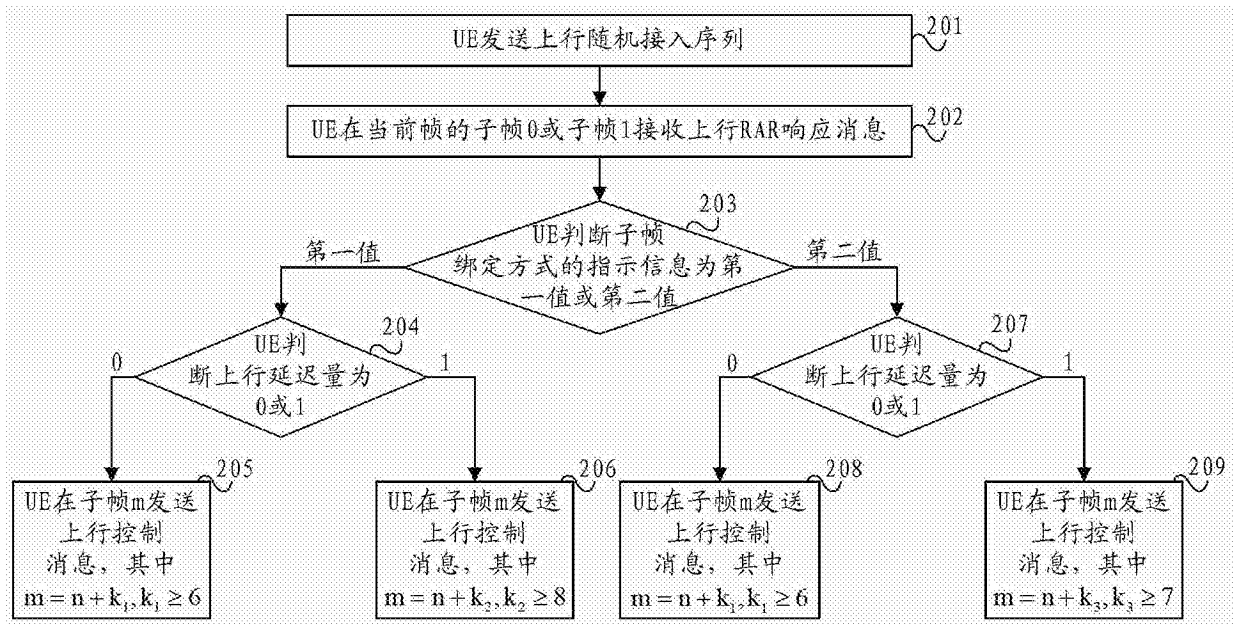 UE发送上行随机接入序列
201
UE在当前帧的子帧0或子帧1接收上行RAR响应消息
202
203
UE判断子帧
绑定方式的指示信息为第
一值或第二值
第一值
第二值
204
UE判
断上行延迟量为
0或1
0
1
207
UE判
断上行延迟量为
0或1
0
1
205
UE在子帧m发送
上行控制
消息，其中
m=n+k₁,k₁≥6
206
UE在子帧m发送
上行控制
消息，其中
m=n+k₂,k₂≥8
208
UE在子帧m发送
上行控制
消息，其中
m=n+k₁,k₁≥6
209
UE在子帧m发送
上行控制
消息，其中
m=n+k₃,k₃≥7